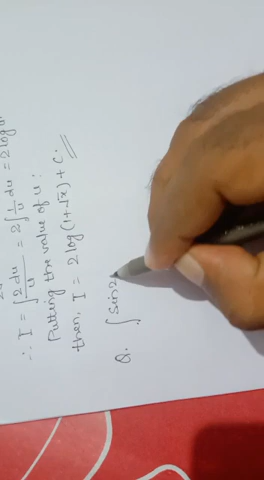 ∴ I = ∫ 2du/u = 2∫ 1/u du = 2 log
Putting the value of u :
then, I = 2 log (1+√x) + C.
Q. ∫ sin2